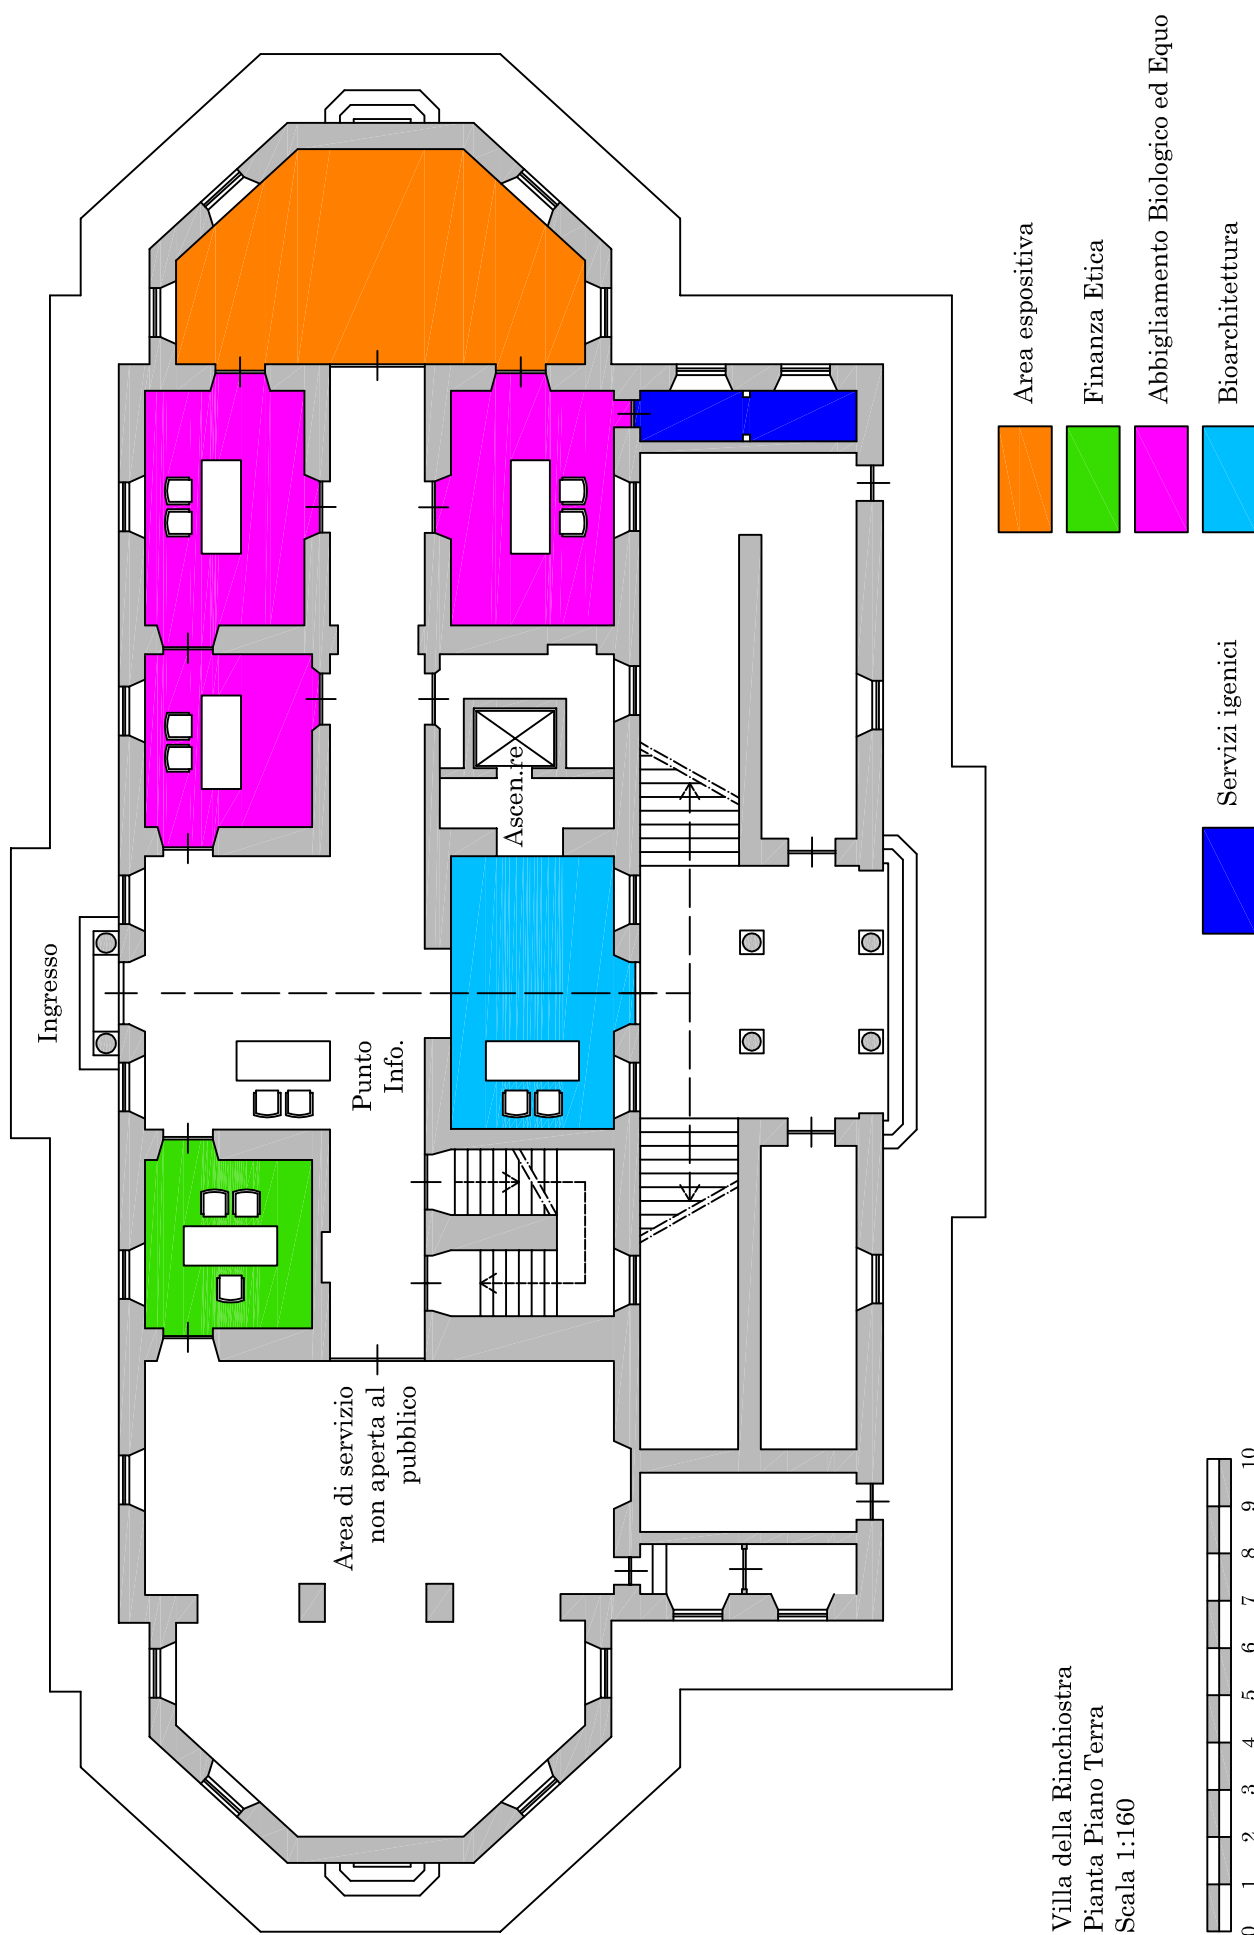 Ingresso
Punto
Info.
Ascen.re
Area di servizio
non aperta al
pubblico
Area espositiva
Finanza Etica
Abbigliamento Biologico ed Equo
Bioarchitettura
Servizi igenici
Villa della Rinchiostra
Pianta Piano Terra
Scala 1:160
0 1 2 3 4 5 6 7 8 9 10